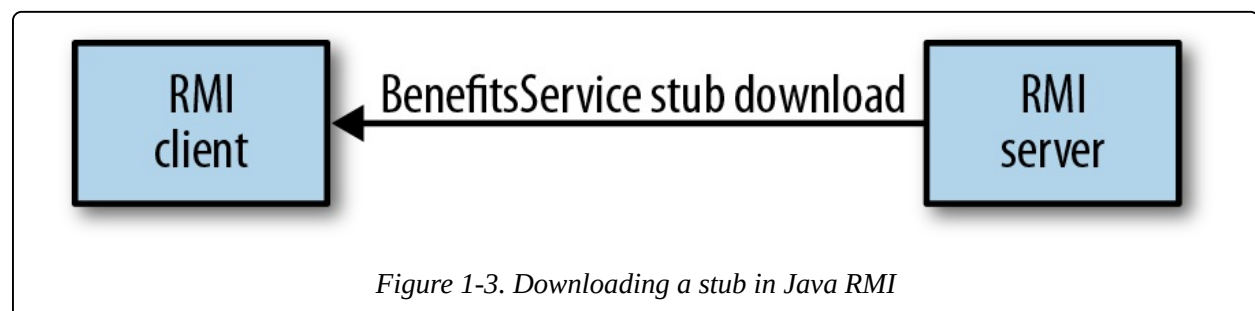 RMI
client
BenefitsService stub download
RMI
server
Figure 1-3. Downloading a stub in Java RMI